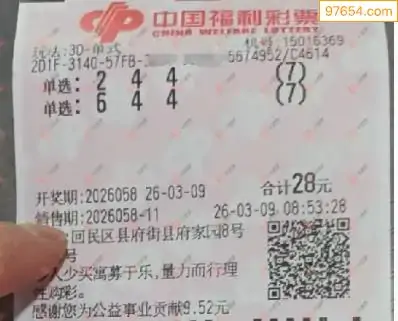 97654.com
中国福利彩票
CHINA WELFARE LOTTERY
玩法:3D-单式 机号:15016369
2D1F-3140-57FB- 5574952/C4614
单选: 2 4 4 (7)
单选: 6 4 4 (7)
开奖期:2026058 26-03-09 合计28元
销售期:2026058-11 26-03-09 08:53:28
回民区县府街县府家园8号
号
人少买寓募于乐,量力而行理
性购彩。
感谢您为公益事业贡献9.52元